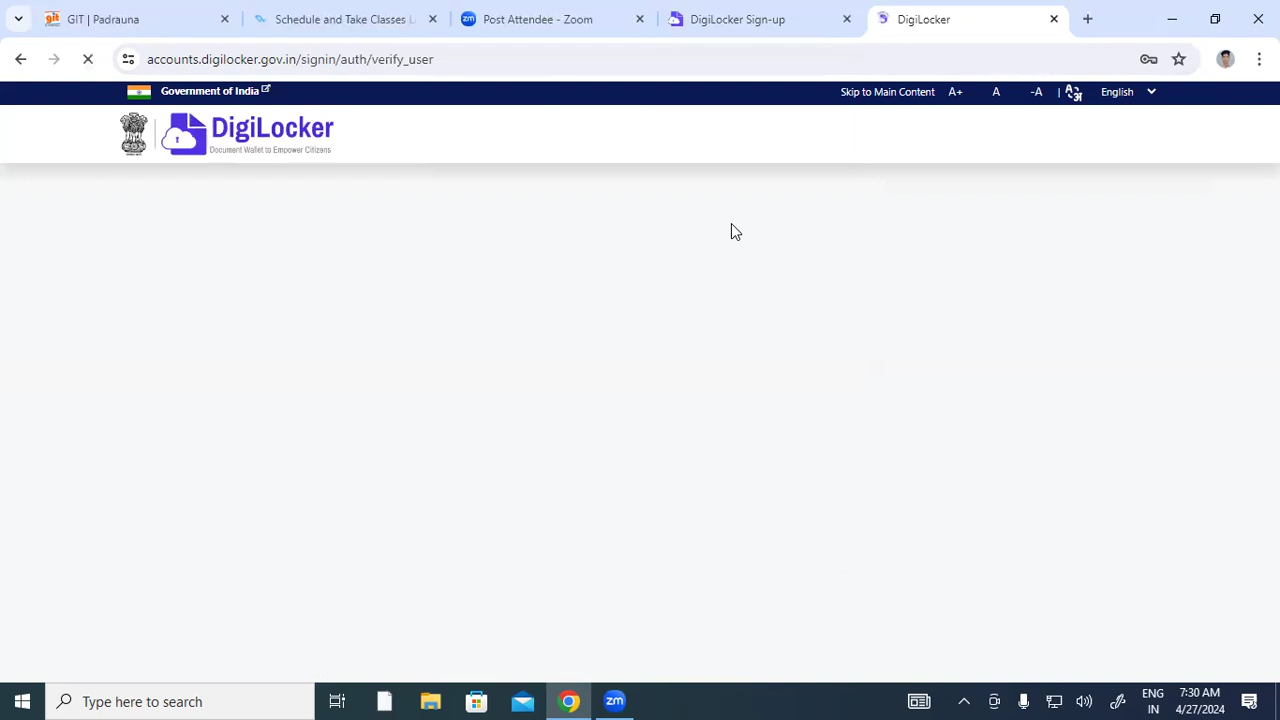 GIT | Padrauna
Schedule and Take Classes Li
Post Attendee - Zoom
DigiLocker Sign-up
DigiLocker
accounts.digilocker.gov.in/signin/auth/verify_user
Government of India
Skip to Main Content A+ A -A | English
DigiLocker
Document Wallet to Empower Citizens
Type here to search
ENG
IN
7:30 AM
4/27/2024